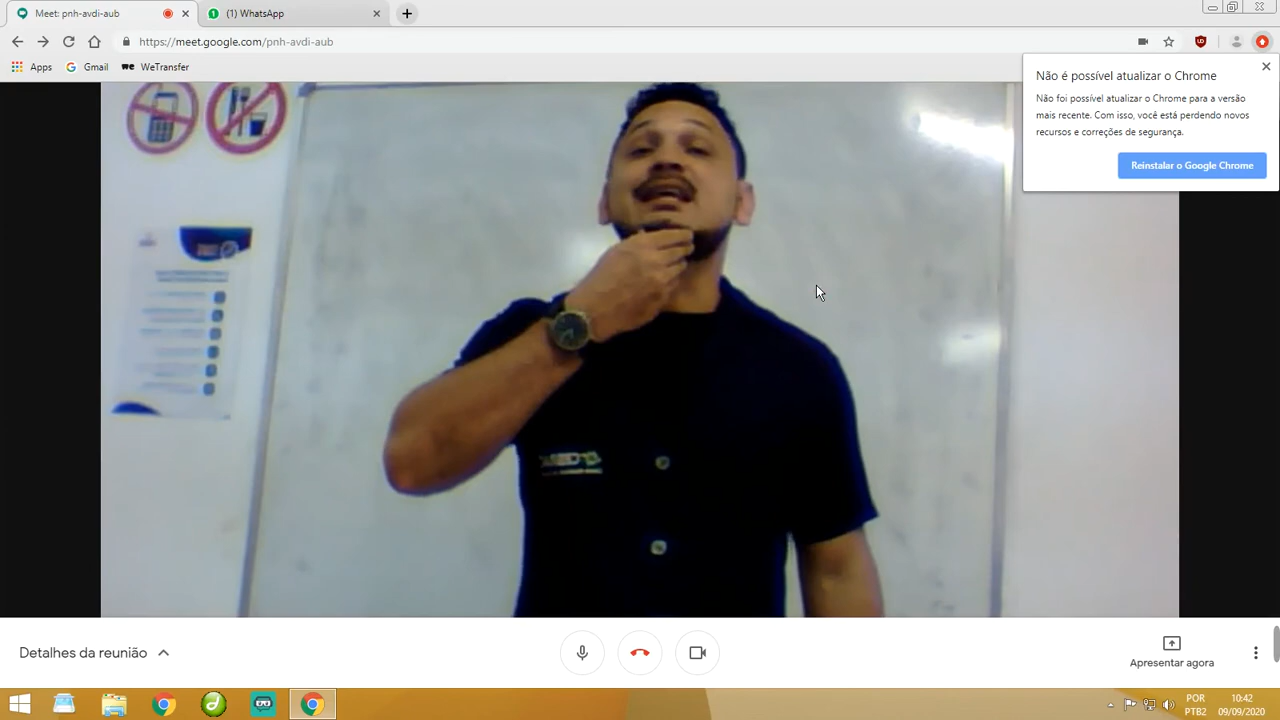 Meet: pnh-avdi-aub
(1) WhatsApp
https://meet.google.com/pnh-avdi-aub
Apps
Gmail
WeTransfer
Não é possível atualizar o Chrome
Não foi possível atualizar o Chrome para a versão
mais recente. Com isso, você está perdendo novos
recursos e correções de segurança.
Reinstalar o Google Chrome
Detalhes da reunião
Apresentar agora
POR
PTB2
10:42
09/09/2020